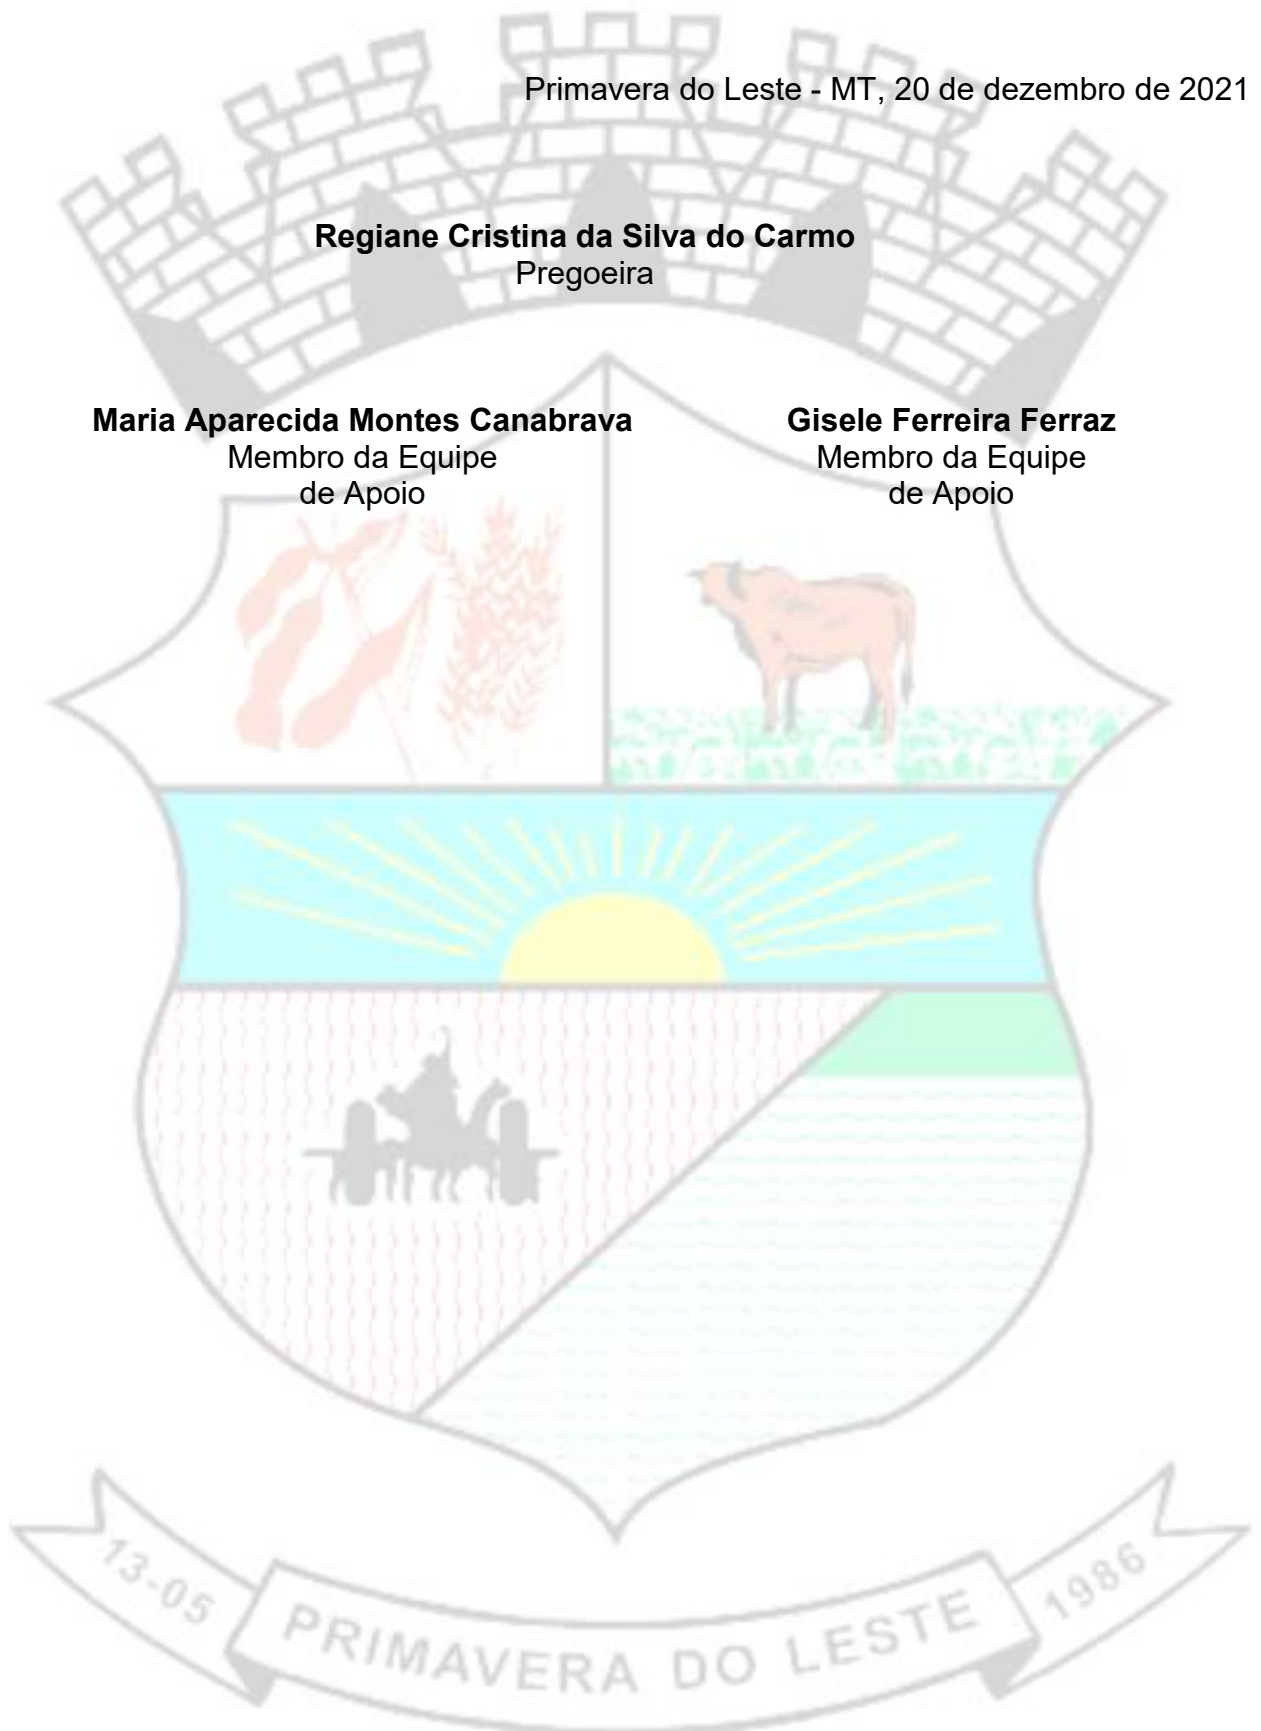 Primavera do Leste - MT, 20 de dezembro de 2021
Regiane Cristina da Silva do Carmo
Pregoeira
Maria Aparecida Montes Canabrava
Membro da Equipe
de Apoio
Gisele Ferreira Ferraz
Membro da Equipe
de Apoio
13-05
PRIMAVERA DO LESTE
1986